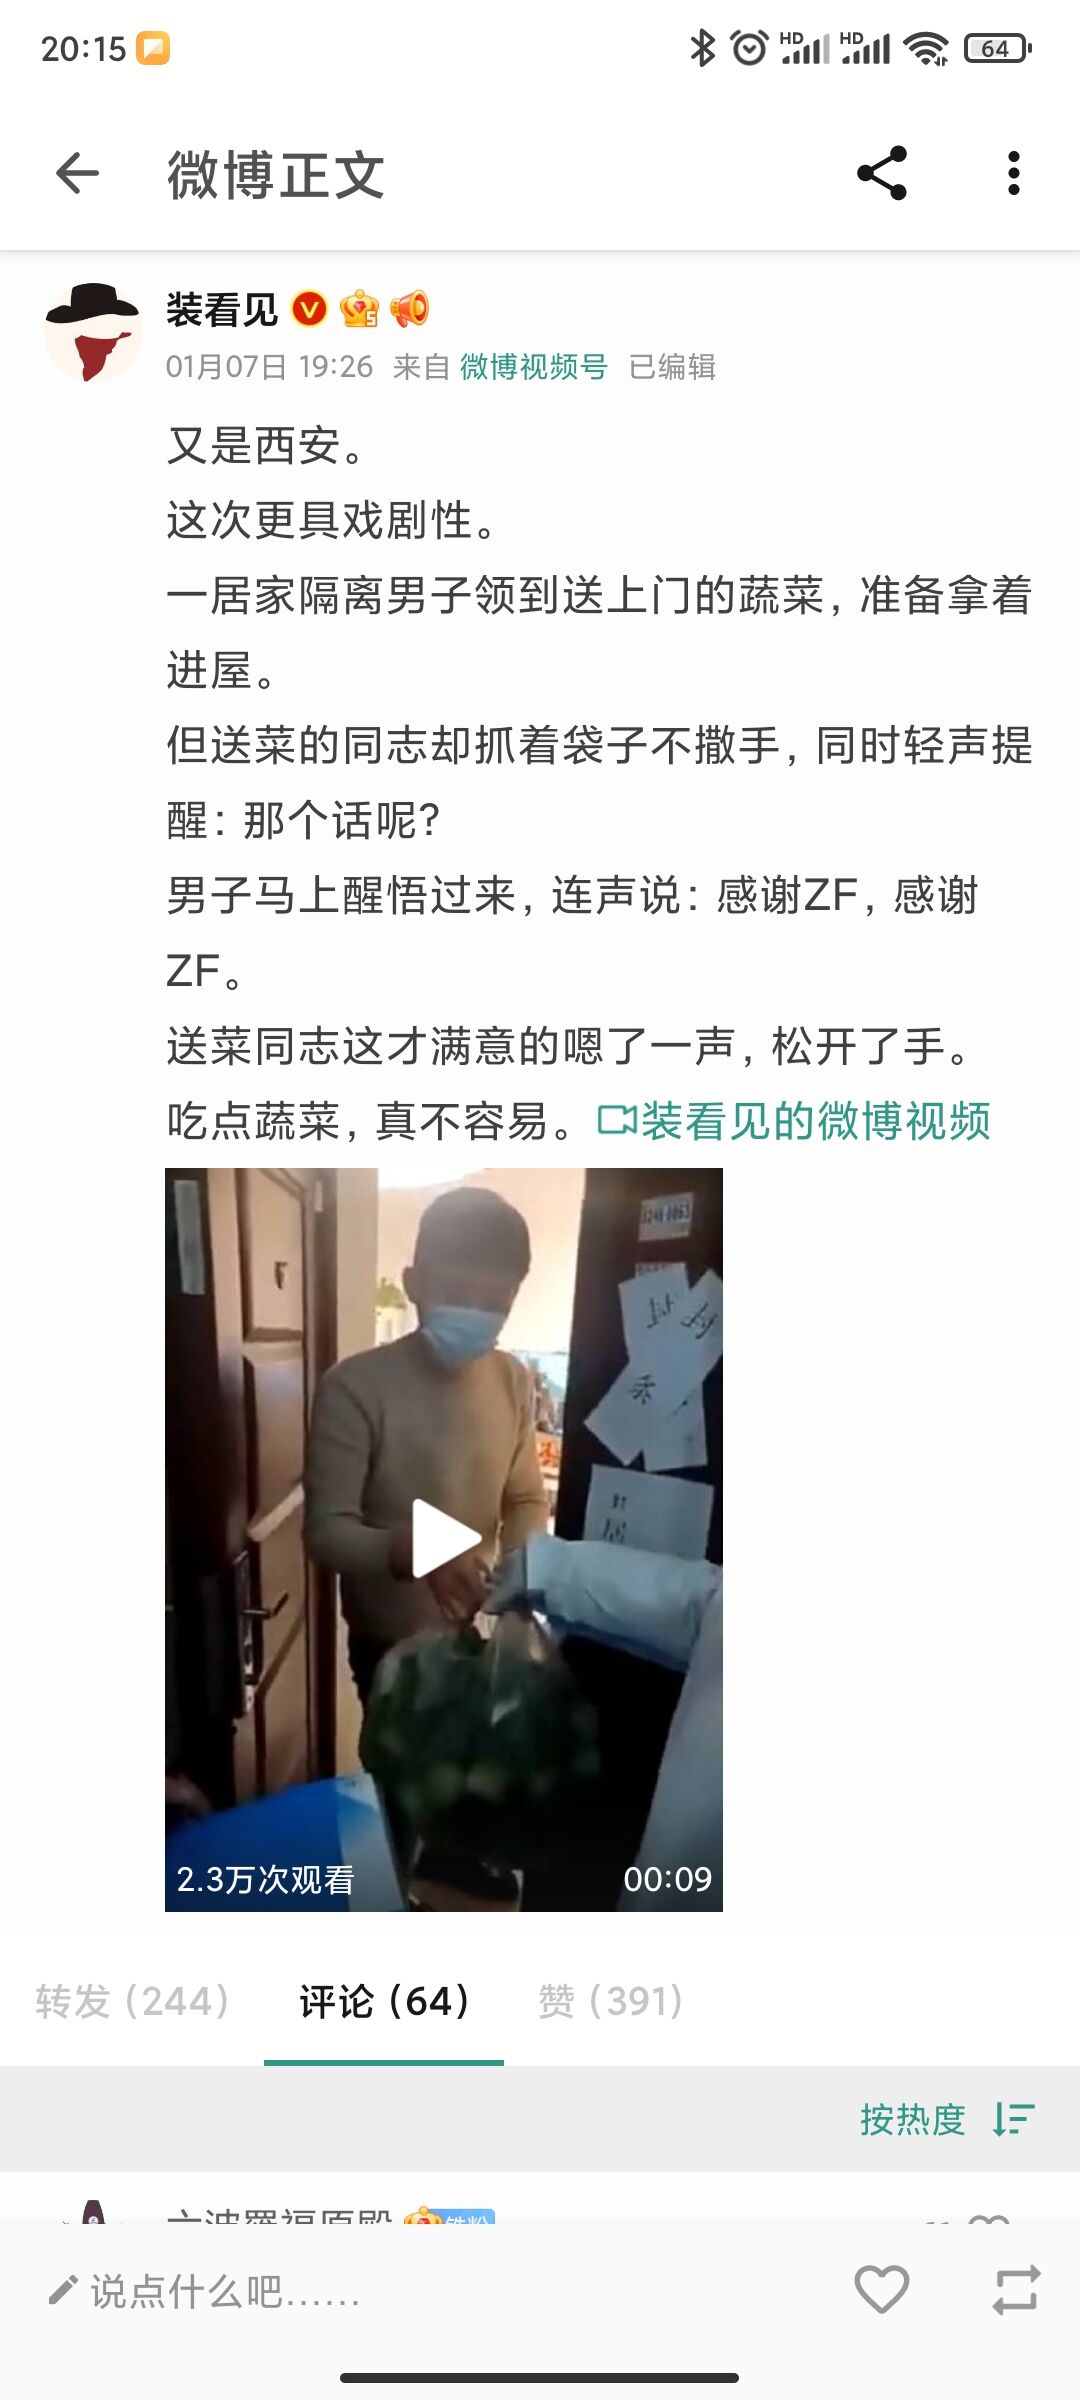 20:15
HD HD 64
微博正文
装看见
01月07日 19:26 来自 微博视频号 已编辑
又是西安。
这次更具戏剧性。
一居家隔离男子领到送上门的蔬菜，准备拿着
进屋。
但送菜的同志却抓着袋子不撒手，同时轻声提
醒：那个话呢？
男子马上醒悟过来，连声说：感谢ZF，感谢
ZF。
送菜同志这才满意的嗯了一声，松开了手。
吃点蔬菜，真不容易。装看见的微博视频
2.3万次观看 00:09
转发 (244) 评论 (64) 赞 (391)
按热度
说点什么吧......